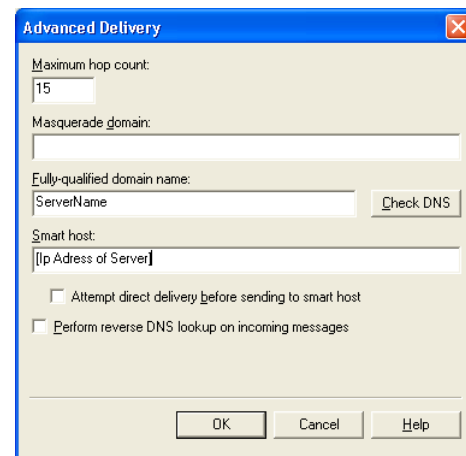 Advanced Delivery
Maximum hop count:
15
Masquerade domain:
Fully-qualified domain name:
ServerName
Check DNS
Smart host:
[Ip Adress of Server]
Attempt direct delivery before sending to smart host
Perform reverse DNS lookup on incoming messages
OK
Cancel
Help